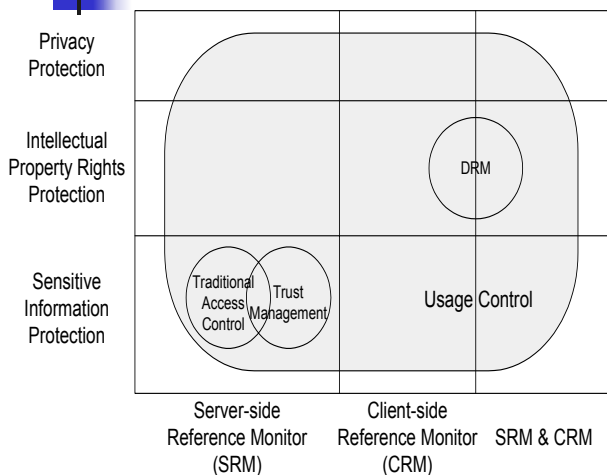 Privacy
Protection
Intellectual
Property Rights
Protection
DRM
Sensitive
Information
Protection
Traditional
Access
Control
Trust
Management
Usage Control
Server-side
Reference Monitor
(SRM)
Client-side
Reference Monitor
(CRM)
SRM & CRM